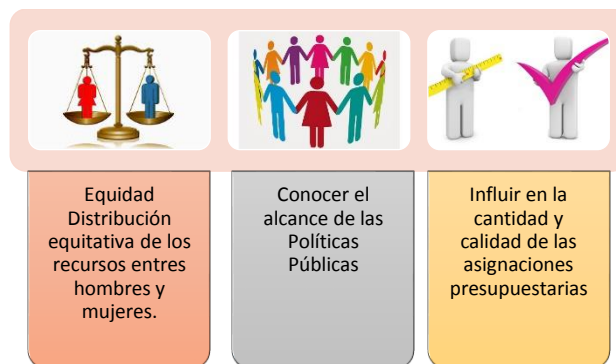 Equidad
Distribución
equitativa de los
recursos entres
hombres y
mujeres.
Conocer el
alcance de las
Políticas
Públicas
Influir en la
cantidad y
calidad de las
asignaciones
presupuestarias